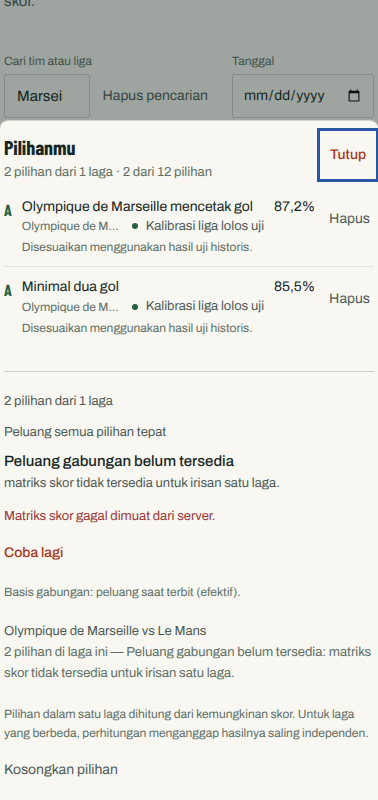 skor.
Cari tim atau liga
Tanggal
Marsei
Hapus pencarian
mm/dd/yyyy
Pilihanmu
Tutup
2 pilihan dari 1 laga · 2 dari 12 pilihan
A Olympique de Marseille mencetak gol 87,2%
Hapus
Olympique de M... Kalibrasi liga lolos uji
Disesuaikan menggunakan hasil uji historis.
A Minimal dua gol 85,5%
Hapus
Olympique de M... Kalibrasi liga lolos uji
Disesuaikan menggunakan hasil uji historis.
2 pilihan dari 1 laga
Peluang semua pilihan tepat
Peluang gabungan belum tersedia
matriks skor tidak tersedia untuk irisan satu laga.
Matriks skor gagal dimuat dari server.
Coba lagi
Basis gabungan: peluang saat terbit (efektif).
Olympique de Marseille vs Le Mans
2 pilihan di laga ini — Peluang gabungan belum tersedia: matriks
skor tidak tersedia untuk irisan satu laga.
Pilihan dalam satu laga dihitung dari kemungkinan skor. Untuk laga
yang berbeda, perhitungan menganggap hasilnya saling independen.
Kosongkan pilihan